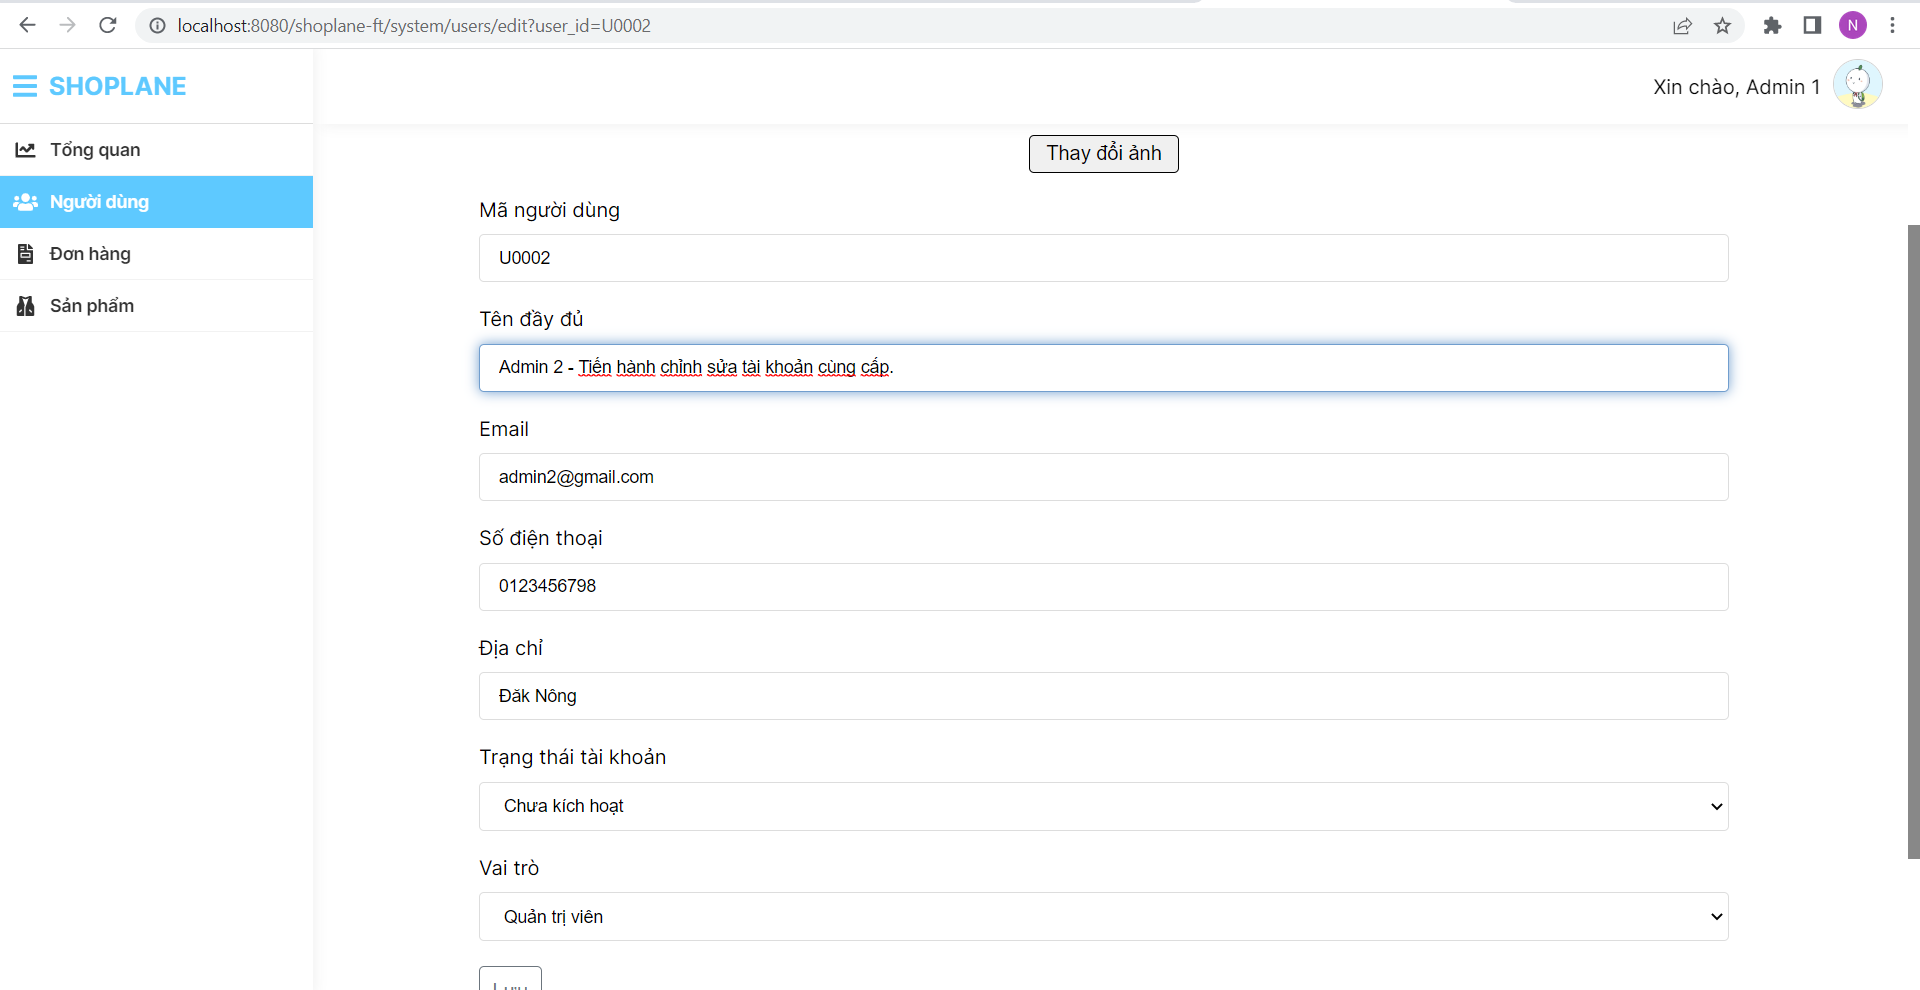 localhost:8080/shoplane-ft/system/users/edit?user_id=U0002
N
SHOPLANE
Xin chào, Admin 1
Tổng quan
Người dùng
Đơn hàng
Sản phẩm
Thay đổi ảnh
Mã người dùng
U0002
Tên đầy đủ
Admin 2 - Tiến hành chỉnh sửa tài khoản cùng cấp.
Email
admin2@gmail.com
Số điện thoại
0123456798
Địa chỉ
Đăk Nông
Trạng thái tài khoản
Chưa kích hoạt
Vai trò
Quản trị viên
Lưu